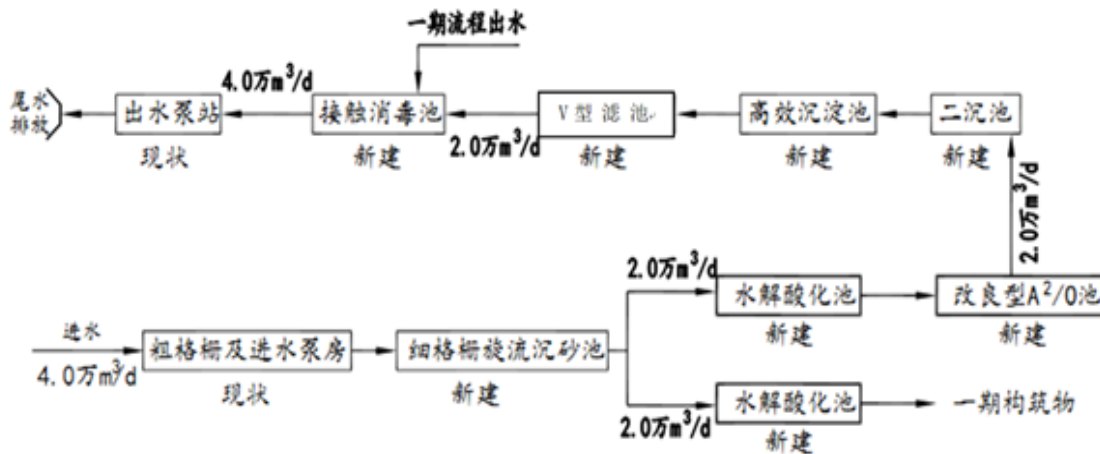 一期流程出水
4.0万m³/d
尾水
排放
出水泵站
接触消毒池
V型滤池
高效沉淀池
二沉池
现状
新建
2.0万m³/d
新建
新建
新建
2.0万m³/d
2.0万m³/d
水解酸化池
改良型A²/O池
新建
新建
进水
4.0万m³/d
粗格栅及进水泵房
细格栅旋流沉砂池
现状
新建
2.0万m³/d
水解酸化池
一期构筑物
新建